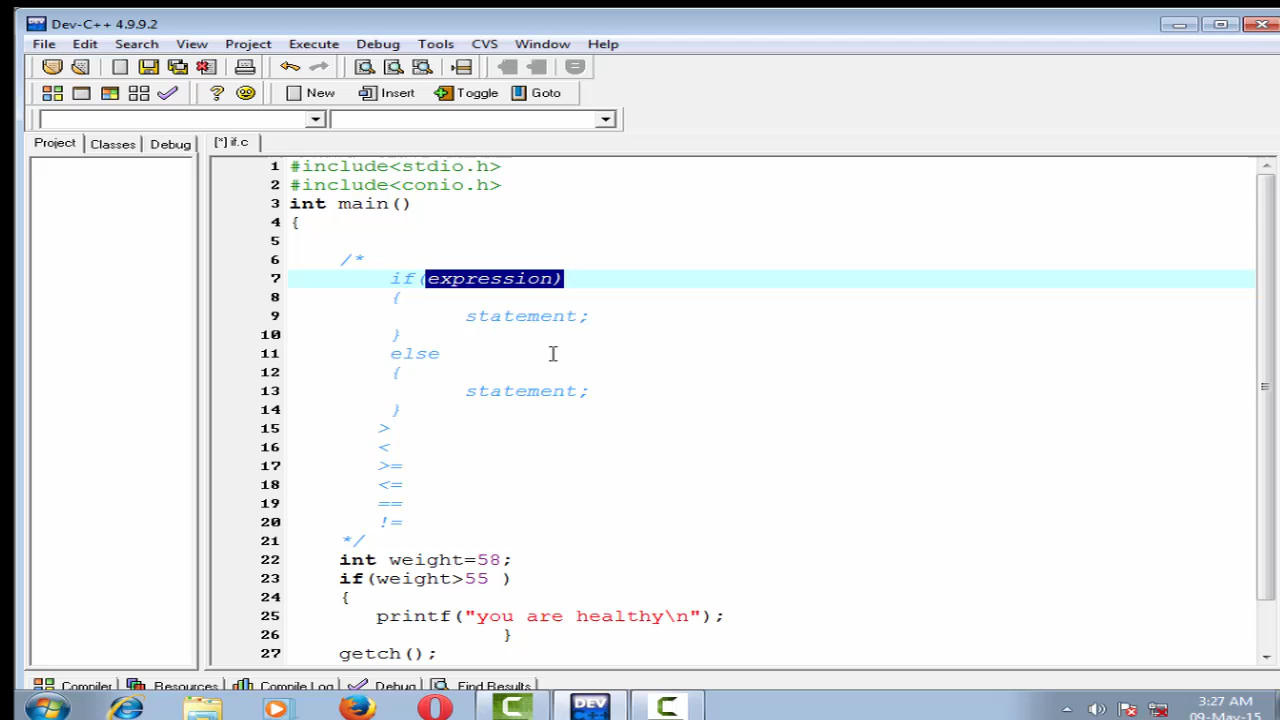 Dev-C++ 4.9.9.2
File Edit Search View Project Execute Debug Tools CVS Window Help
New Insert Toggle Goto
Project Classes Debug [*] if.c
1 #include<stdio.h>
2 #include<conio.h>
3 int main()
4 {
5
6 /*
7 if(expression)
8 {
9 statement;
10 }
11 else
12 {
13 statement;
14 }
15 >
16 <
17 >=
18 <=
19 ==
20 !=
21 */
22 int weight=58;
23 if(weight>55 )
24 {
25 printf("you are healthy\n");
26 }
27 getch();
Compiler Resources Compile Log Debug Find Results
DEV
3:27 AM
09-May-15